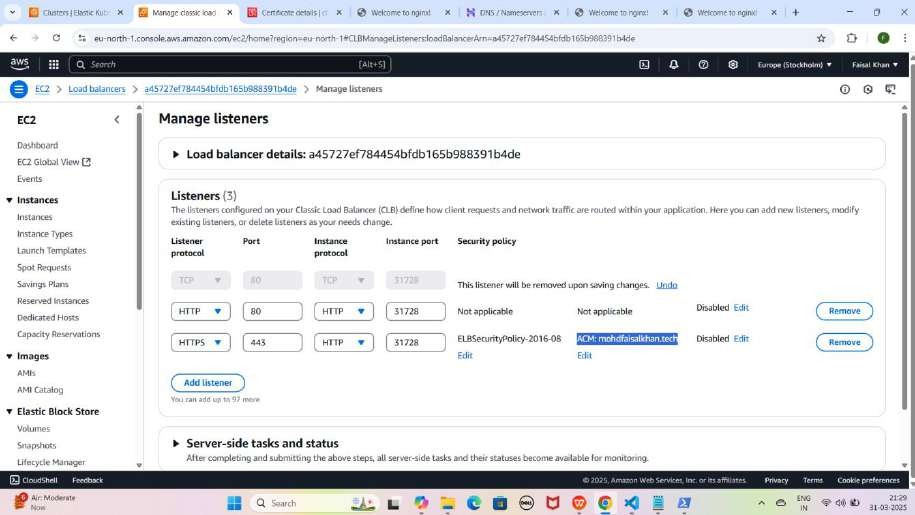 Clusters | Elastic Kub
Manage classic load
Certificate details | cl
Welcome to nginx!
DNS / Nameservers
Welcome to nginx!
Welcome to nginx!
eu-north-1.console.aws.amazon.com/ec2/home?region=eu-north-1#CLBManageListeners:loadBalancerArn=a45727ef784454bfdb165b988391b4de
F
aws
Search
[Alt+S]
Europe (Stockholm)
Faisal Khan
EC2 > Load balancers > a45727ef784454bfdb165b988391b4de > Manage listeners
EC2
Dashboard
EC2 Global View
Events
Instances
Instances
Instance Types
Launch Templates
Spot Requests
Savings Plans
Reserved Instances
Dedicated Hosts
Capacity Reservations
Images
AMIs
AMI Catalog
Elastic Block Store
Volumes
Snapshots
Lifecycle Manager
Manage listeners
Load balancer details: a45727ef784454bfdb165b988391b4de
Listeners (3)
The listeners configured on your Classic Load Balancer (CLB) define how client requests and network traffic are routed within your application. Here you can add new listeners, modify
existing listeners, or delete listeners as your needs change.
Listener protocol Port Instance protocol Instance port Security policy
TCP 80 TCP 31728 This listener will be removed upon saving changes. Undo
HTTP 80 HTTP 31728 Not applicable Not applicable Disabled Edit Remove
HTTPS 443 HTTP 31728 ELBSecurityPolicy-2016-08 ACM: mohdfaisalkhan.tech Disabled Edit Remove
Edit Edit
Add listener
You can add up to 97 more
Server-side tasks and status
After completing and submitting the above steps, all server-side tasks and their statuses become available for monitoring.
CloudShell Feedback
© 2025, Amazon Web Services, Inc. or its affiliates. Privacy Terms Cookie preferences
6
Air: Moderate
Now
Search
DELL
ENG
IN
21:29
31-03-2025